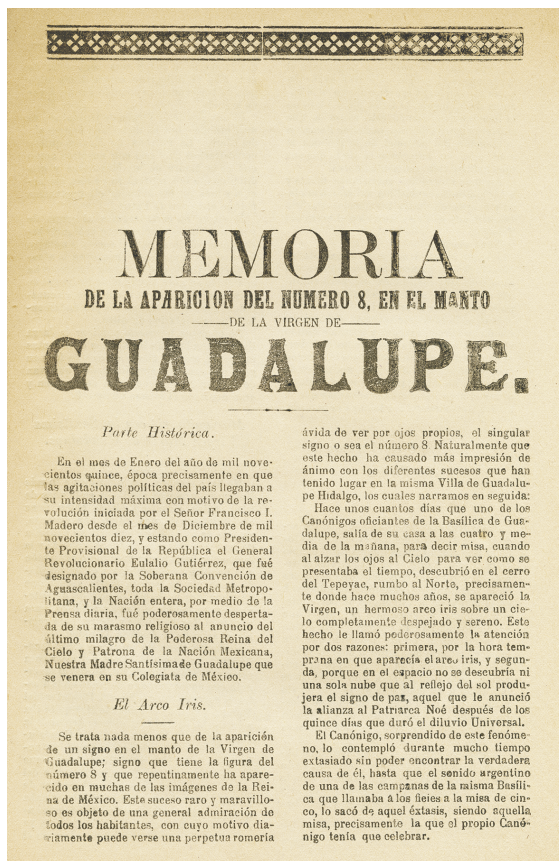 MEMORIA
DE LA APARICION DEL NUMERO 8, EN EL MANTO
DE LA VIRGEN DE
GUADALUPE.
Parte Histórica.
En el mes de Enero del año de mil nove-
cientos quince, época precisamente en que
las agitaciones políticas del país llegaban a
su intensidad máxima con motivo de la re-
volución iniciada por el Señor Francisco I.
Madero desde el mes de Diciembre de mil
novecientos diez, y estando como Presiden-
te Provisional de la República el General
Revolucionario Eulalio Gutiérrez, que fué
designado por la Soberana Convención de
Aguascalientes, toda la Sociedad Metropo-
litana, y la Nación entera, por medio de la
Prensa diaria, fué poderosamente desperta-
da de su marasmo religioso al anuncio del
último milagro de la Poderosa Reina del
Cielo y Patrona de la Nación Mexicana,
Nuestra Madre Santísima de Guadalupe que
se venera en su Colegiata de México.
El Arco Iris.
Se trata nada menos que de la aparición
de un signo en el manto de la Virgen de
Guadalupe; signo que tiene la figura del
número 8 y que repentinamente ha apare-
cido en muchas de las imágenes de la Rei-
na de México. Este suceso raro y maravillo-
so es objeto de una general admiración de
todos los habitantes, con cuyo motivo dia-
riamente puede verse una perpetua romería
ávida de ver por ojos propios, el singular
signo o sea el número 8. Naturalmente que
este hecho ha causado más impresión de
ánimo con los diferentes sucesos que han
tenido lugar en la misma Villa de Guadalu-
pe Hidalgo, los cuales narramos en seguida:
Hace unos cuantos días que uno de los
Canónigos oficiantes de la Basílica de Gua-
dalupe, salía de su casa a las cuatro y me-
dia de la mañana, para decir misa, cuando
al alzar los ojos al Cielo para ver como se
presentaba el tiempo, descubrió en el cerro
del Tepeyac, rumbo al Norte, precisamen-
te donde hace muchos años, se apareció la
Virgen, un hermoso arco iris sobre un cie-
lo completamente despejado y sereno. Este
hecho le llamó poderosamente la atención
por dos razones: primera, por la hora tem-
prana en que aparecía el arco iris, y segun-
da, porque en el espacio no se descubría ni
una sola nube que al reflejo del sol produ-
jera el signo de paz, aquel que le anunció
la alianza al Patriarca Noé después de los
quince días que duró el diluvio Universal.
El Canónigo, sorprendido de este fenóme-
no, lo contempló durante mucho tiempo
extasiado sin poder encontrar la verdadera
causa de él, hasta que el sonido argentino
de una de las campanas de la misma Basíli-
ca que llamaba á los fieles a la misa de cin-
co, lo sacó de aquel éxtasis, siendo aquella
misa, precisamente la que el propio Canó-
nigo tenía que celebrar.